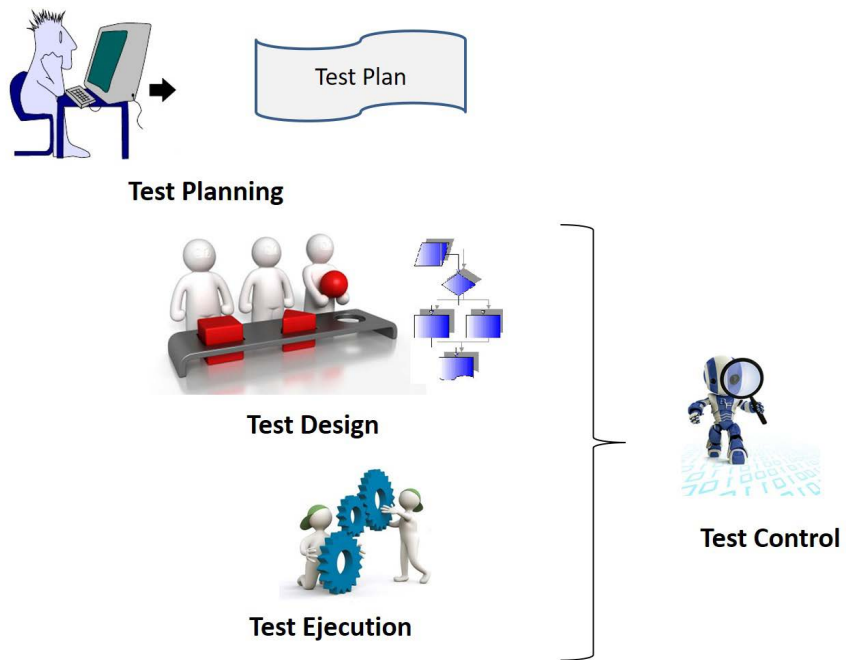 Test Plan
Test Planning
Test Design
Test Control
Test Ejecution